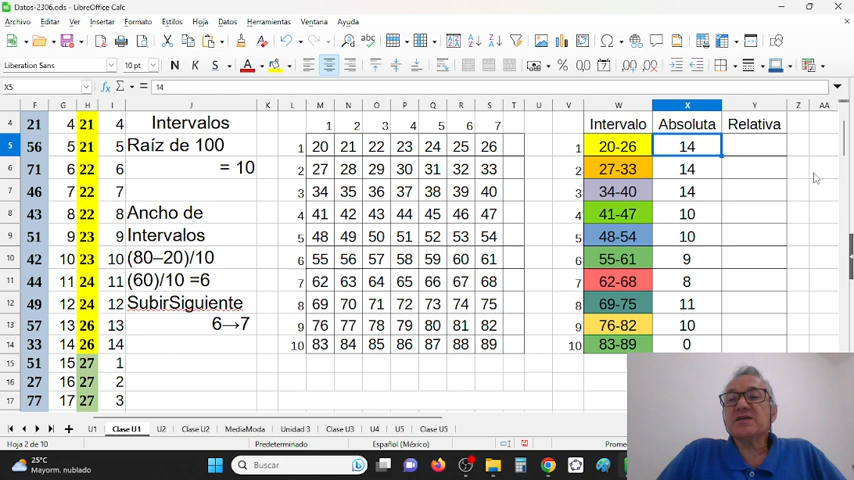 Datos-2306.ods - LibreOffice Calc
Archivo Editar Ver Insertar Formato Estilos Hoja Datos Herramientas Ventana Ayuda
Liberation Sans 10 pt N K S
X5 14
F G H I J K L M N O P Q R S T U V W X Y Z AA
4 21 4 21 4 Intervalos 1 2 3 4 5 6 7 Intervalo Absoluta Relativa
5 56 5 21 5 Raíz de 100 1 20 21 22 23 24 25 26 1 20-26 14
6 71 6 22 6 = 10 2 27 28 29 30 31 32 33 2 27-33 14
7 46 7 22 7 3 34 35 36 37 38 39 40 3 34-40 14
8 43 8 22 8 Ancho de 4 41 42 43 44 45 46 47 4 41-47 10
9 51 9 23 9 Intervalos 5 48 49 50 51 52 53 54 5 48-54 10
10 42 10 23 10 (80–20)/10 6 55 56 57 58 59 60 61 6 55-61 9
11 44 11 24 11 (60)/10 =6 7 62 63 64 65 66 67 68 7 62-68 8
12 49 12 24 12 SubirSiguiente 8 69 70 71 72 73 74 75 8 69-75 11
13 57 13 26 13 6→7 9 76 77 78 79 80 81 82 9 76-82 10
14 33 14 26 14 10 83 84 85 86 87 88 89 10 83-89 0
15 51 15 27 1
16 27 16 27 2
17 77 17 27 3
U1 Clase U1 U2 Clase U2 MediaModa Unidad 3 Clase U3 U4 U5 Clase U5
Hoja 2 de 10 Predeterminado Español (México)
25°C
Mayorm. nublado
Buscar